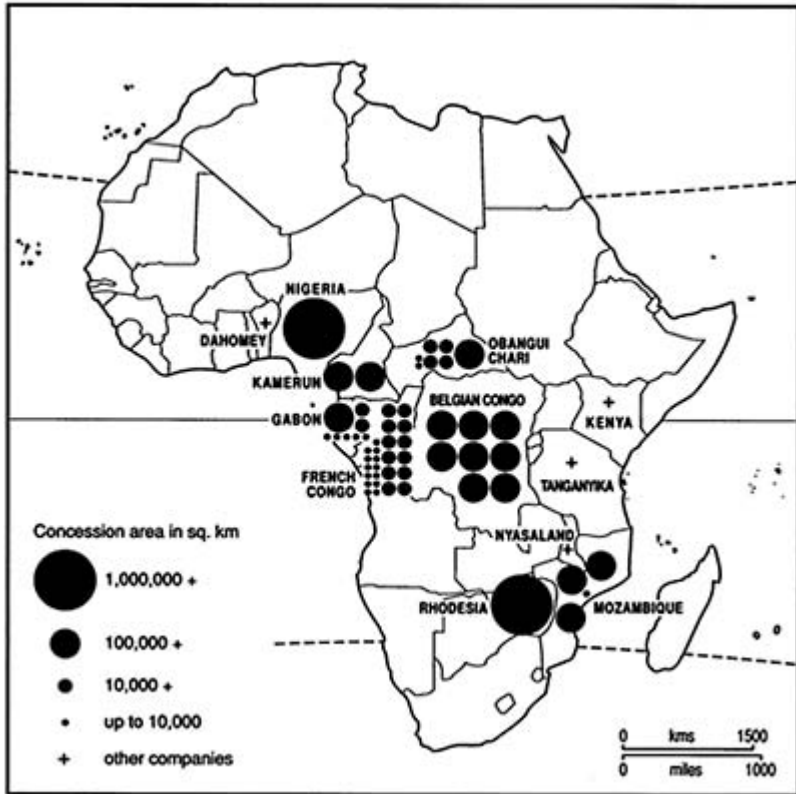 NIGERIA
DAHOMEY
OBANGUI
CHARI
KAMERUN
BELGIAN CONGO
GABON
KENYA
FRENCH
CONGO
TANGANYIKA
NYASALAND
RHODESIA
MOZAMBIQUE
Concession area in sq. km
1,000,000 +
100,000 +
10,000 +
up to 10,000
+ other companies
0 kms 1500
0 miles 1000